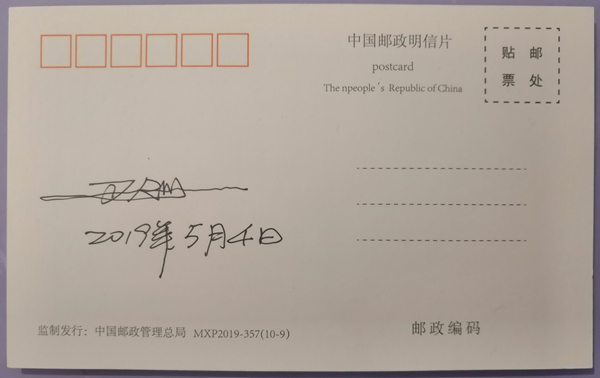 中国邮政明信片
postcard
The npeople's Republic of China
贴 邮
票 处
2019年5月4日
监制发行：中国邮政管理总局 MXP2019-357(10-9)
邮政编码